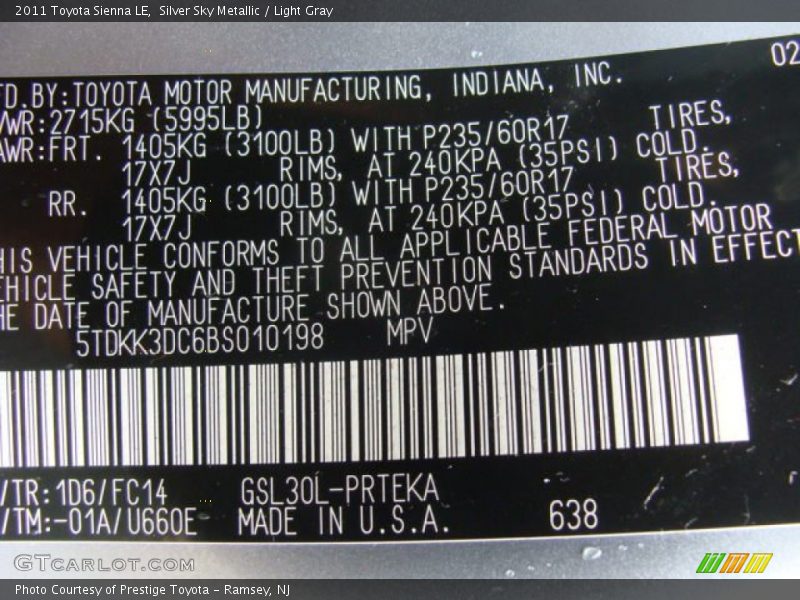 2011 Toyota Sienna LE,  Silver Sky Metallic / Light Gray
02
FD.BY:TOYOTA MOTOR MANUFACTURING, INDIANA, INC.
VWR:2715KG (5995LB)
AWR:FRT. 1405KG (3100LB) WITH P235/60R17 TIRES,
17X7J RIMS, AT 240KPA (35PSI) COLD.
RR. 1405KG (3100LB) WITH P235/60R17 TIRES,
17X7J RIMS, AT 240KPA (35PSI) COLD.
HIS VEHICLE CONFORMS TO ALL APPLICABLE FEDERAL MOTOR
EHICLE SAFETY AND THEFT PREVENTION STANDARDS IN EFFECT
HE DATE OF MANUFACTURE SHOWN ABOVE.
5TDKK3DC6BS010198 MPV
/TR:1D6/FC14 GSL30L-PRTEKA
/TM:-01A/U660E MADE IN U.S.A. 638
GTCARLOT.COM
Photo Courtesy of Prestige Toyota - Ramsey, NJ